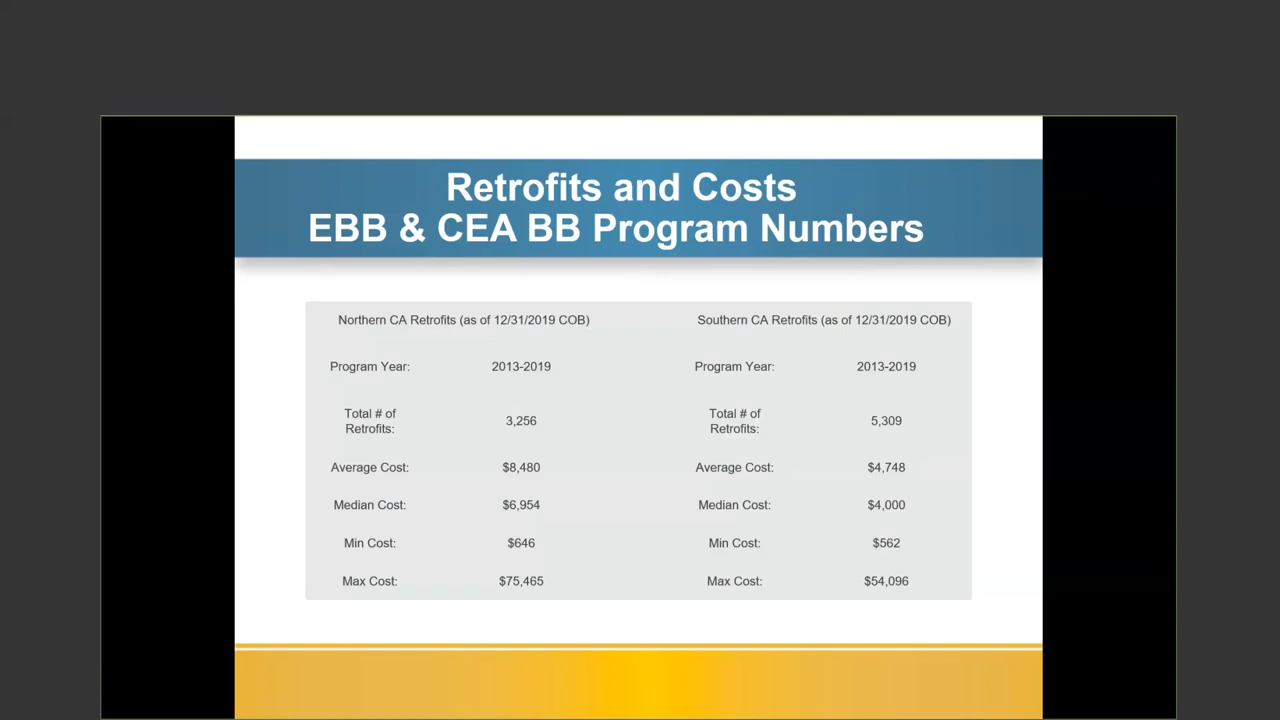 Retrofits and Costs
EBB & CEA BB Program Numbers
Northern CA Retrofits (as of 12/31/2019 COB)
Program Year: 2013-2019
Total # of
Retrofits: 3,256
Average Cost: $8,480
Median Cost: $6,954
Min Cost: $646
Max Cost: $75,465
Southern CA Retrofits (as of 12/31/2019 COB)
Program Year: 2013-2019
Total # of
Retrofits: 5,309
Average Cost: $4,748
Median Cost: $4,000
Min Cost: $562
Max Cost: $54,096